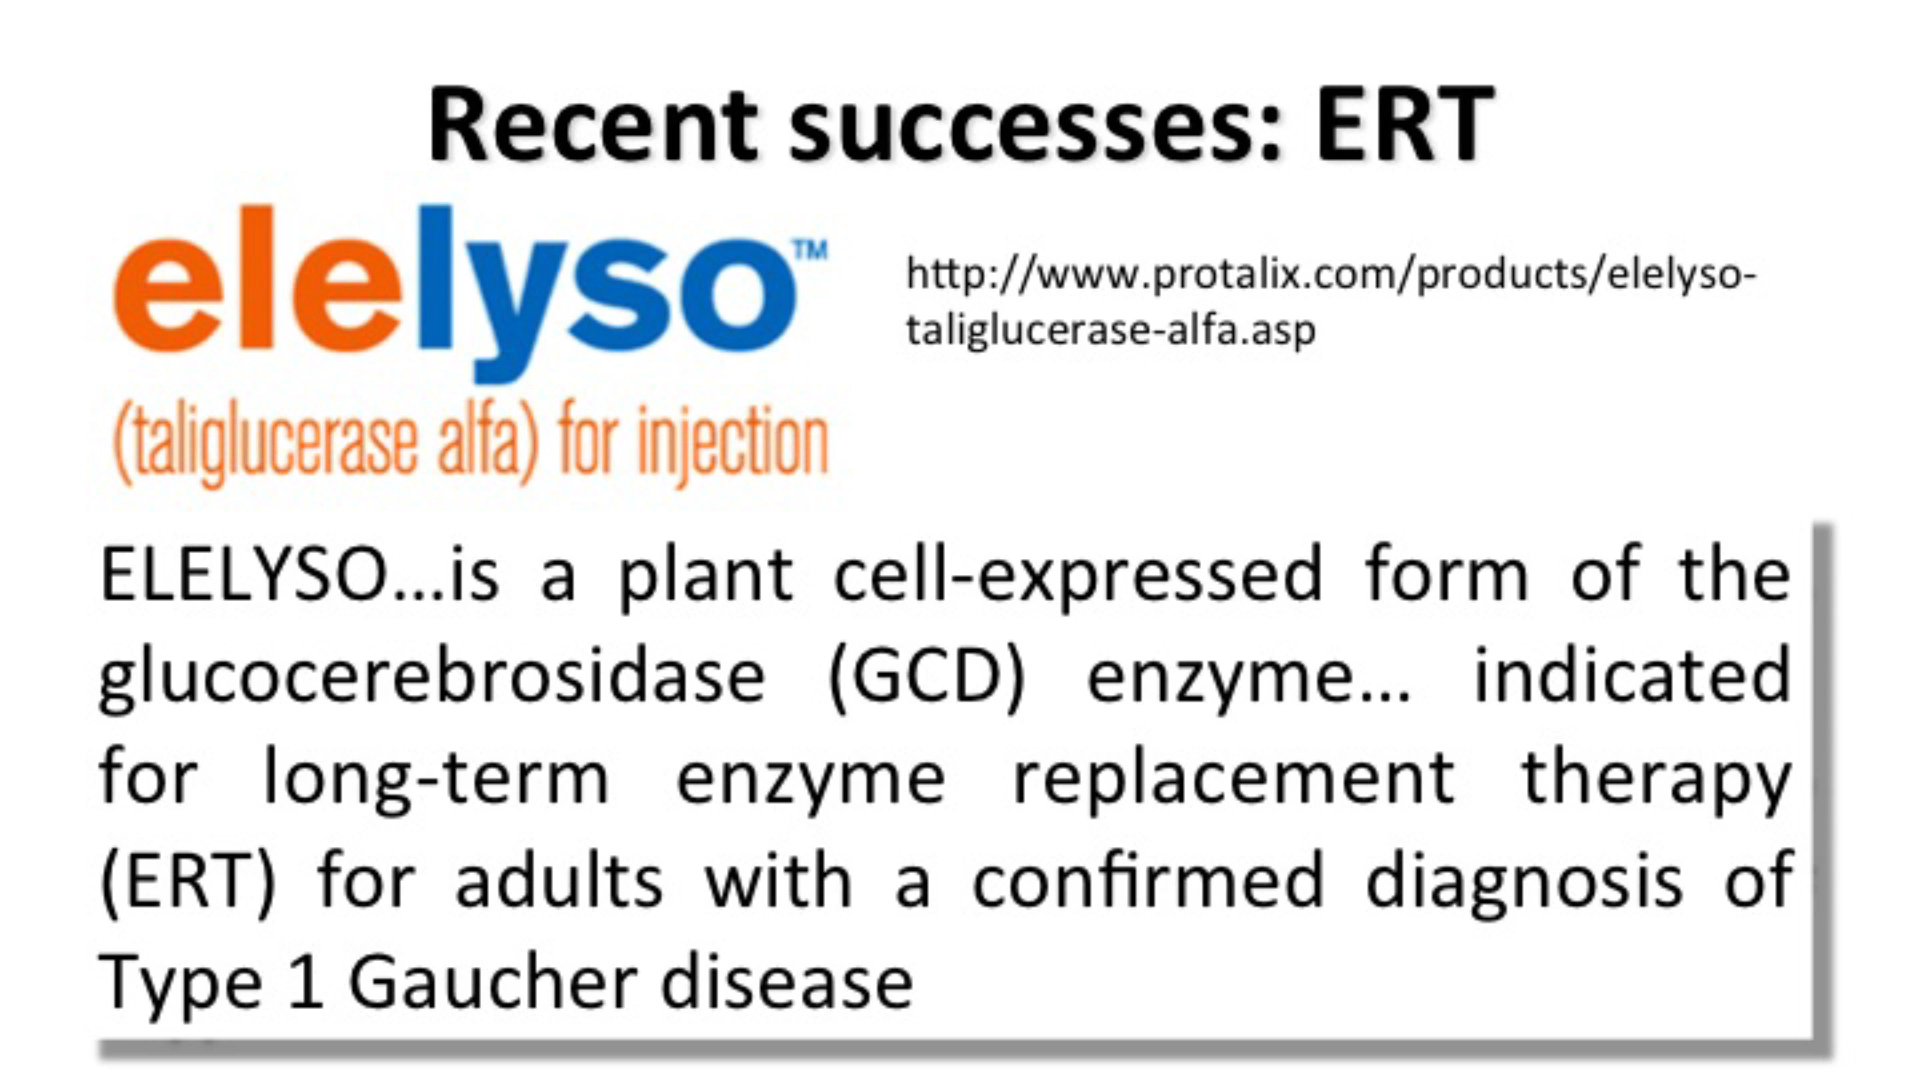 Recent successes: ERT
elelyso™
(taliglucerase alfa) for injection
http://www.protalix.com/products/elelyso-
taliglucerase-alfa.asp
ELELYSO...is a plant cell-expressed form of the
glucocerebrosidase (GCD) enzyme... indicated
for long-term enzyme replacement therapy
(ERT) for adults with a confirmed diagnosis of
Type 1 Gaucher disease